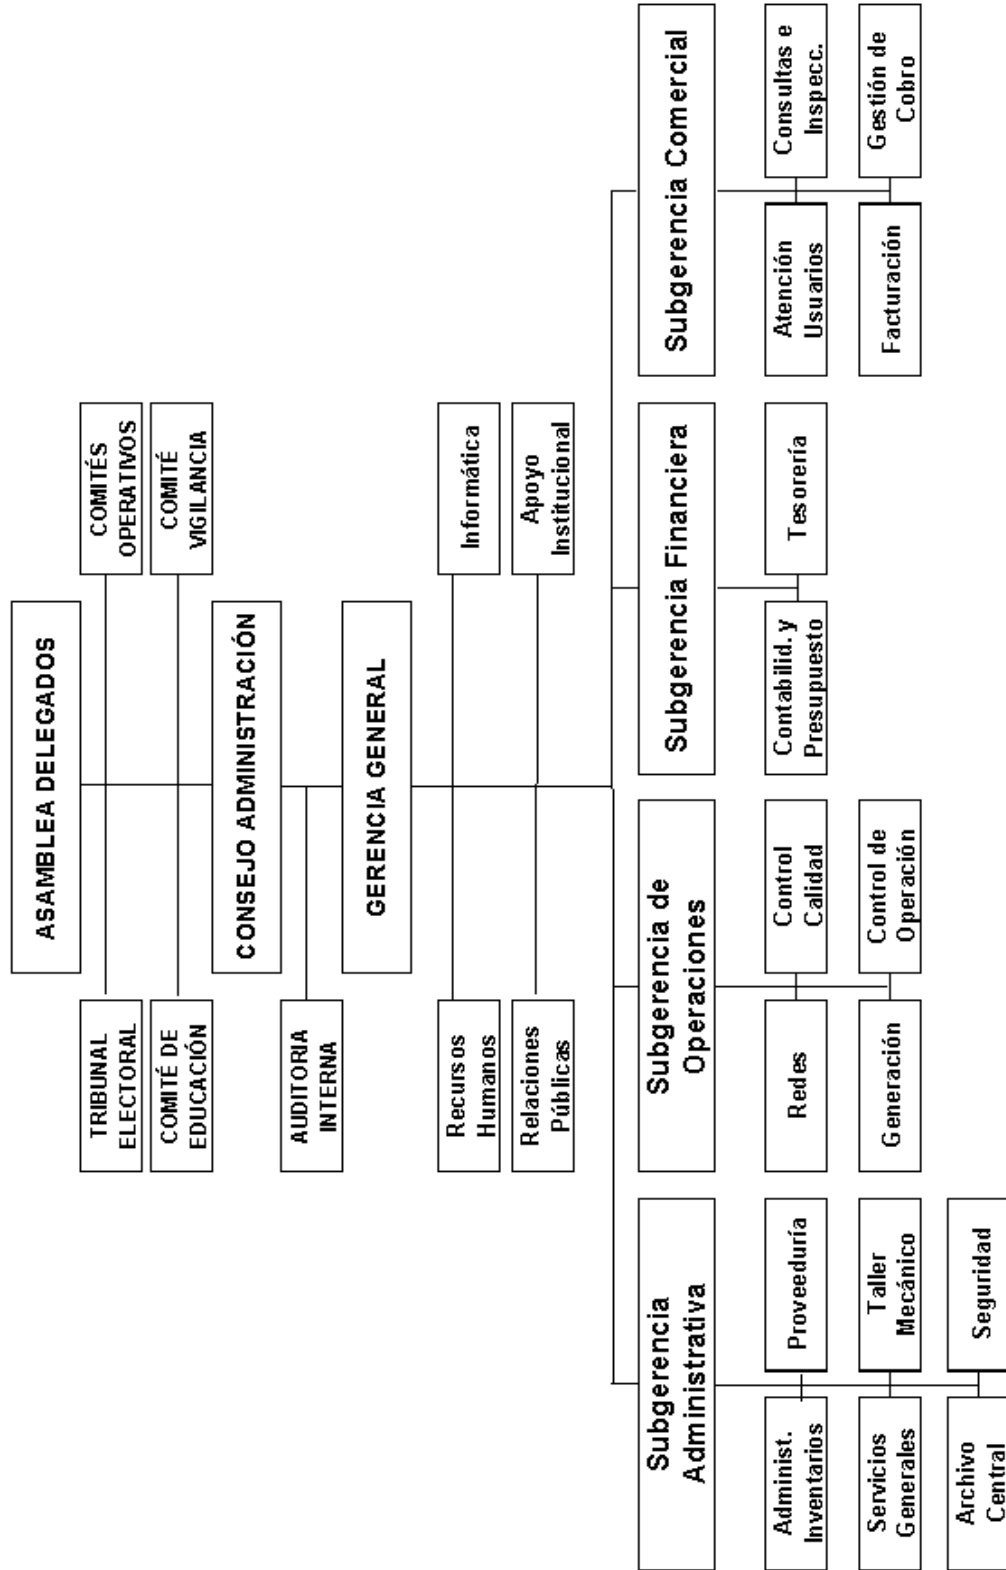 ASAMBLEA DELEGADOS
TRIBUNAL
ELECTORAL
COMITÉS
OPERATIVOS
COMITÉ DE
EDUCACIÓN
COMITÉ
VIGILANCIA
CONSEJO ADMINISTRACIÓN
AUDITORIA
INTERNA
GERENCIA GENERAL
Recursos
Humanos
Informática
Relaciones
Públicas
Apoyo
Institucional
Subgerencia
Administrativa
Subgerencia de
Operaciones
Subgerencia Financiera
Subgerencia Comercial
Administ.
Inventarios
Proveeduría
Redes
Control
Calidad
Contabilid. y
Presupuesto
Tesorería
Atención
Usuarios
Consultas e
Inspecc.
Servicios
Generales
Taller
Mecánico
Generación
Control de
Operación
Facturación
Gestión de
Cobro
Archivo
Central
Seguridad